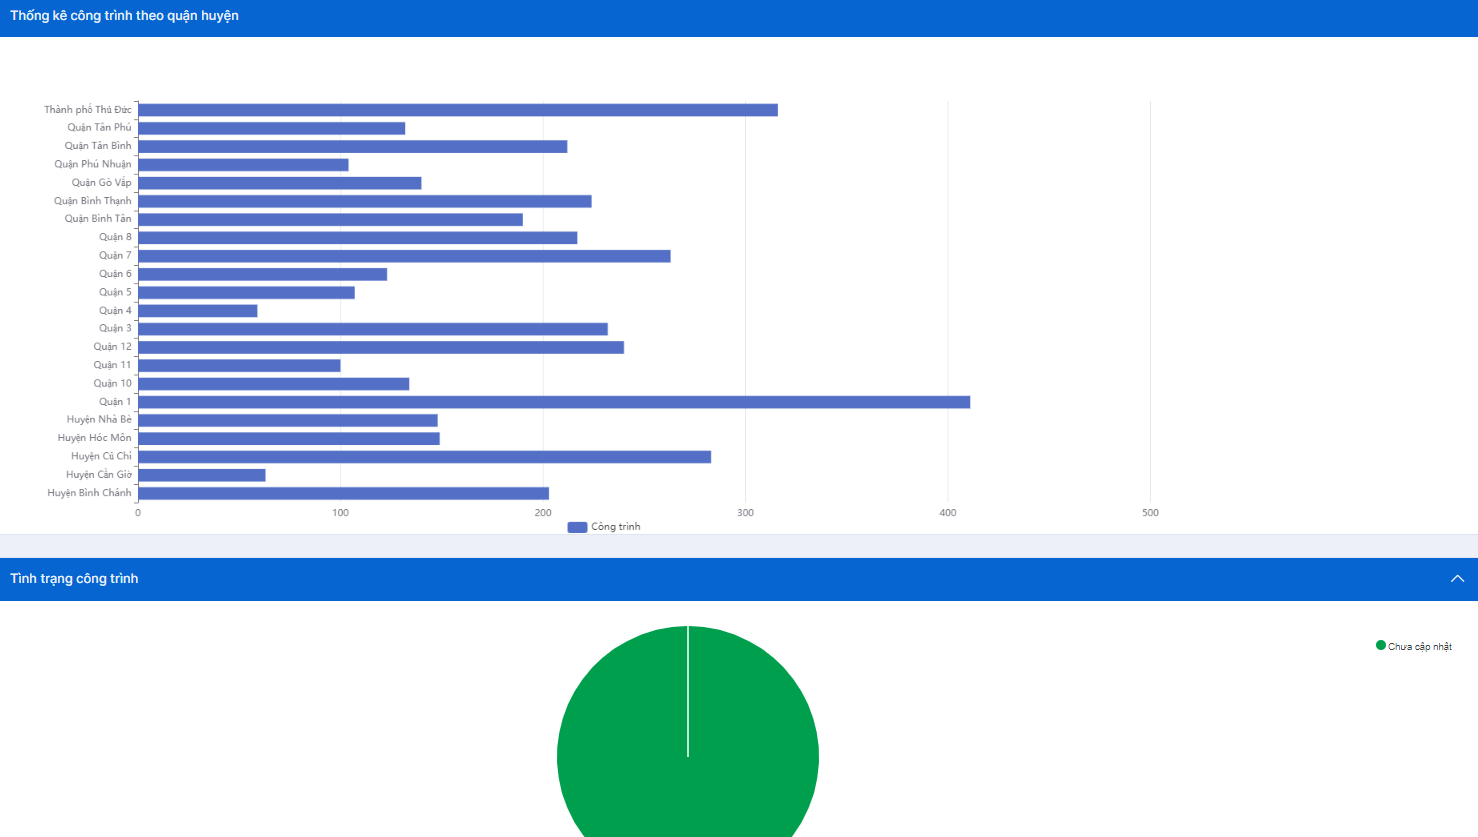 Thống kê công trình theo quận huyện
Thành phố Thủ Đức
Quận Tân Phú
Quận Tân Bình
Quận Phú Nhuận
Quận Gò Vấp
Quận Bình Thạnh
Quận Bình Tân
Quận 8
Quận 7
Quận 6
Quận 5
Quận 4
Quận 3
Quận 12
Quận 11
Quận 10
Quận 1
Huyện Nhà Bè
Huyện Hóc Môn
Huyện Củ Chi
Huyện Cần Giờ
Huyện Bình Chánh
0 100 200 300 400 500
Công trình
Tình trạng công trình
Chưa cập nhật